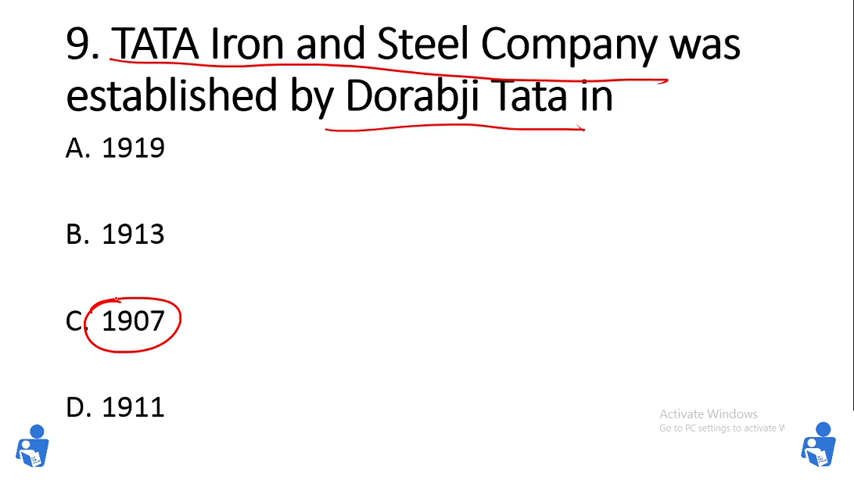 9. TATA Iron and Steel Company was
established by Dorabji Tata in
A. 1919
B. 1913
C. 1907
D. 1911
Activate Windows
Go to PC settings to activate W